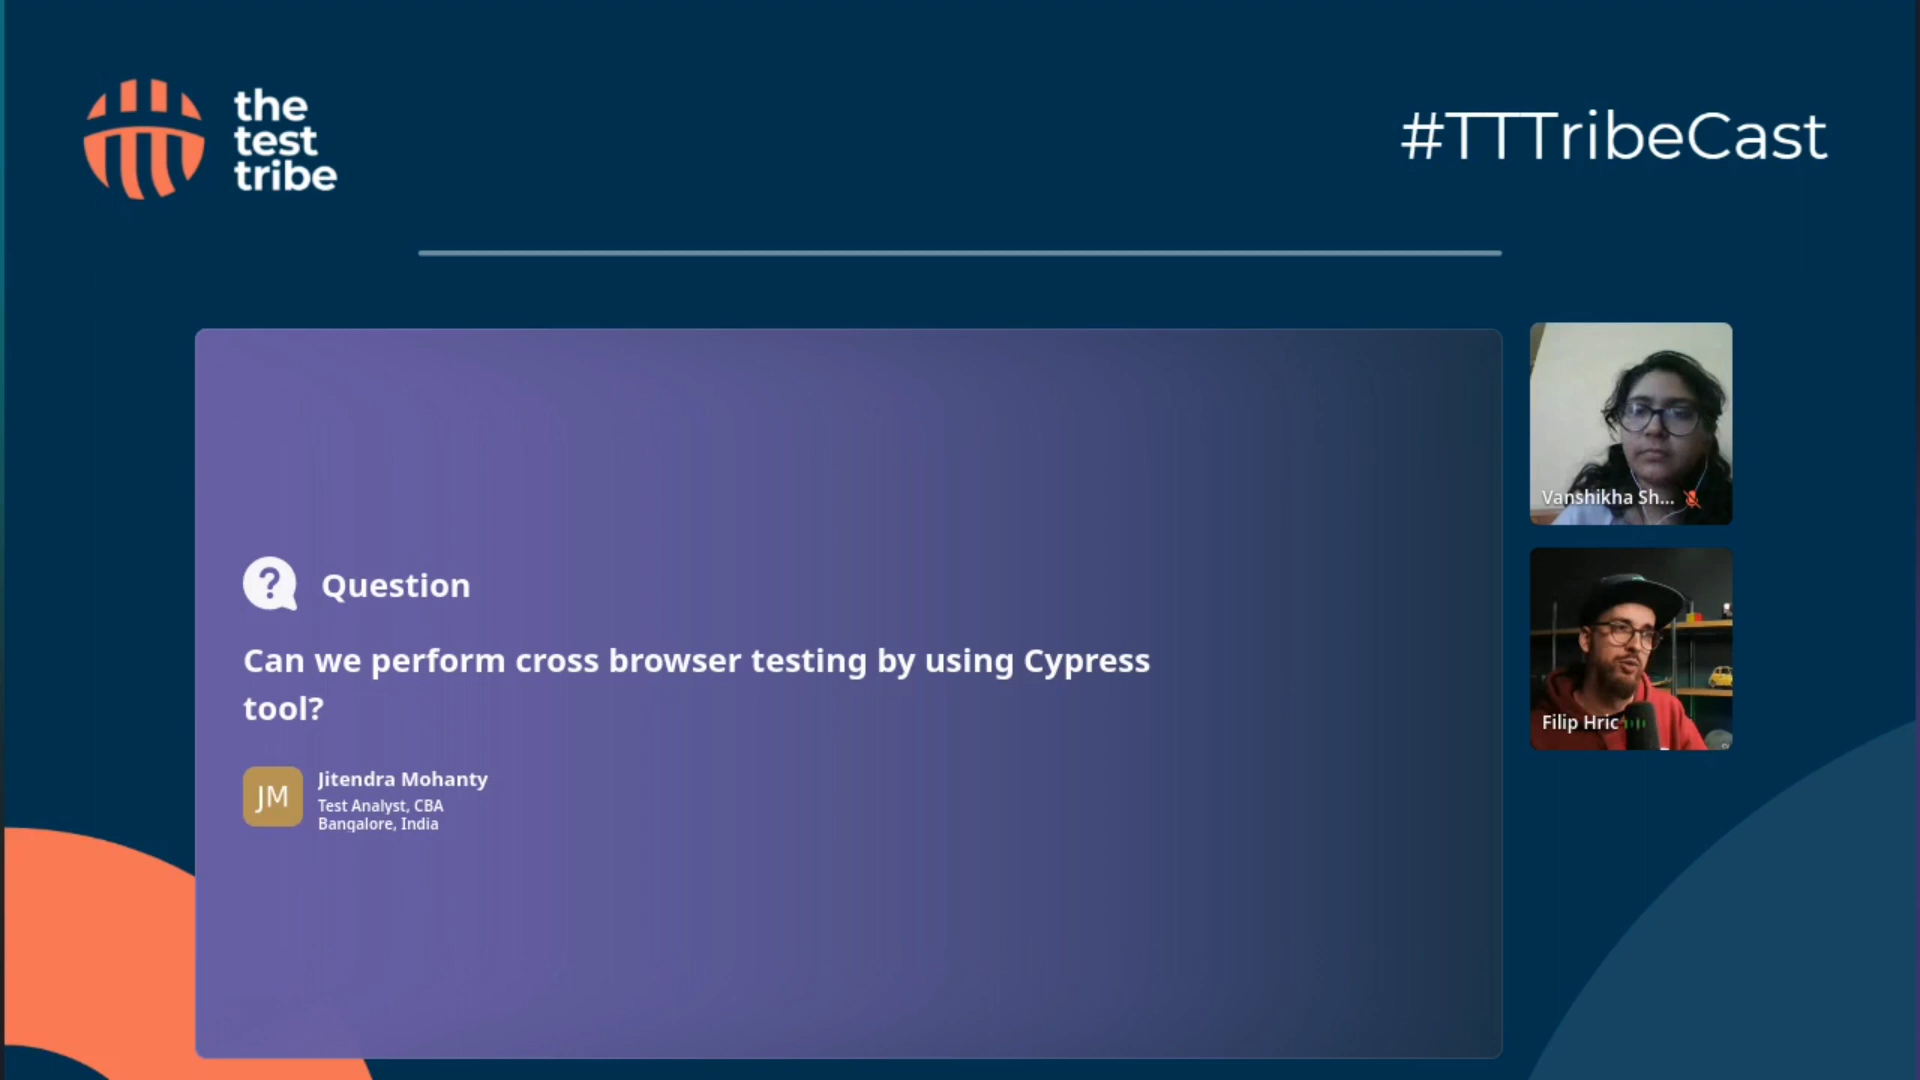 the
test
tribe
#TTTribeCast
Question
Can we perform cross browser testing by using Cypress
tool?
JM
Jitendra Mohanty
Test Analyst, CBA
Bangalore, India
Vanshikha Sh...
Filip Hric